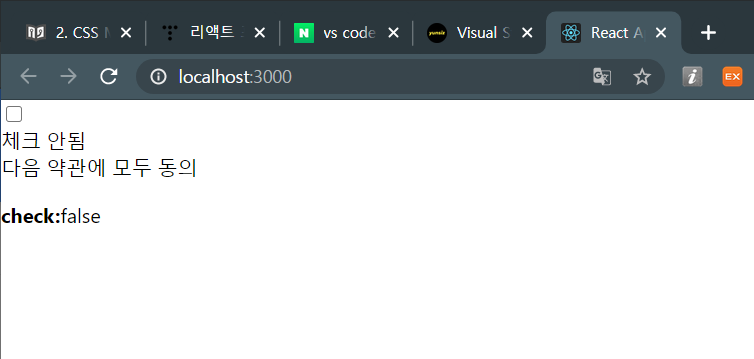 2. CSS
리액트
vs code
Visual S
React A
localhost:3000
EX
체크 안됨
다음 약관에 모두 동의
check:false